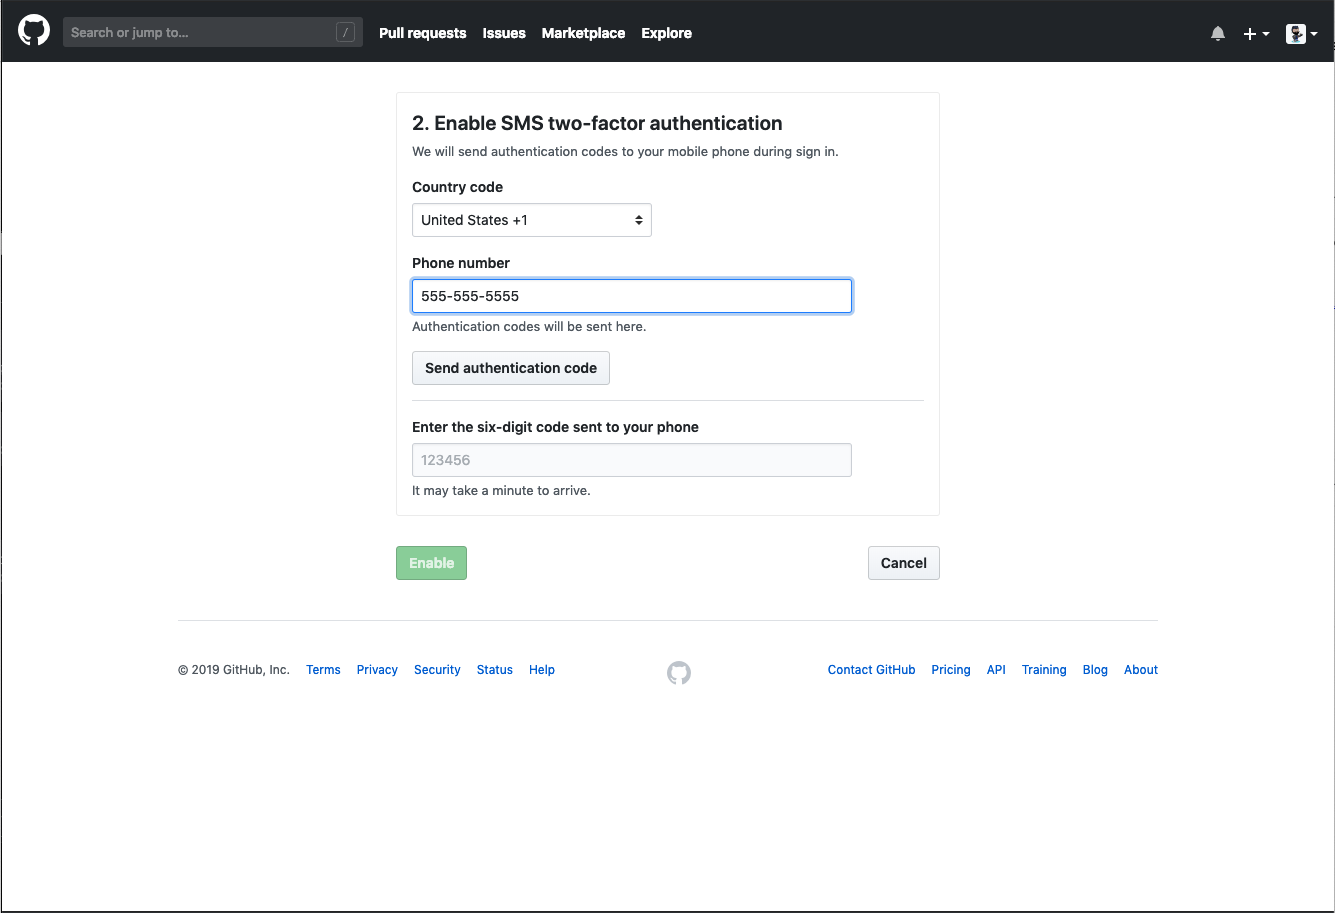 Search or jump to... / Pull requests Issues Marketplace Explore
2. Enable SMS two-factor authentication
We will send authentication codes to your mobile phone during sign in.
Country code
United States +1
Phone number
555-555-5555
Authentication codes will be sent here.
Send authentication code
Enter the six-digit code sent to your phone
123456
It may take a minute to arrive.
Enable Cancel
© 2019 GitHub, Inc. Terms Privacy Security Status Help Contact GitHub Pricing API Training Blog About